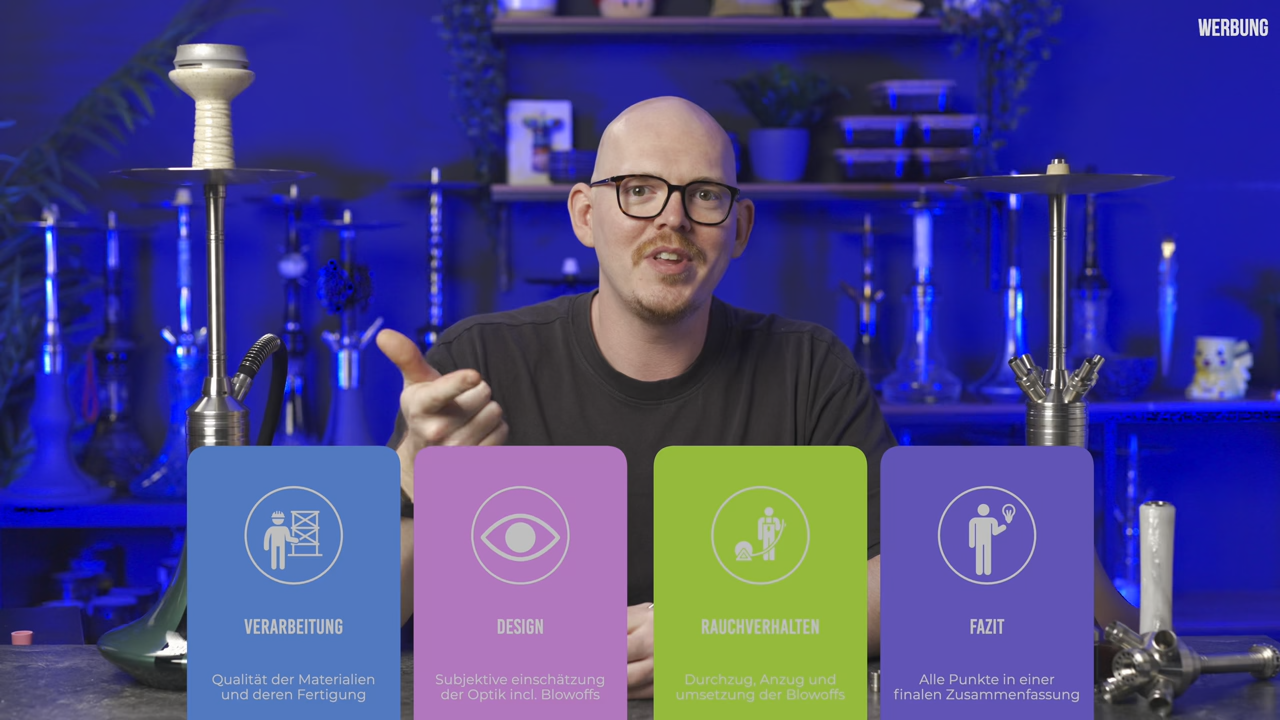 WERBUNG
VERARBEITUNG
Qualität der Materialien
und deren Fertigung
DESIGN
Subjektive einschätzung
der Optik incl. Blowoffs
RAUCHVERHALTEN
Durchzug, Anzug und
umsetzung der Blowoffs
FAZIT
Alle Punkte in einer
finalen Zusammenfassung